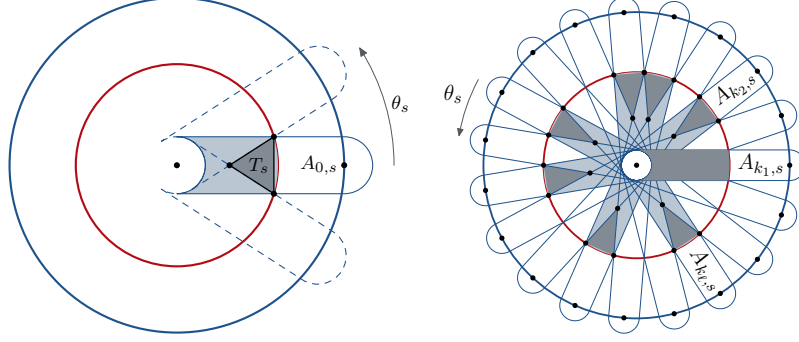 θ_s
T_s
A_{0,s}
θ_s
A_{k_2,s}
A_{k_1,s}
A_{k_ℓ,s}